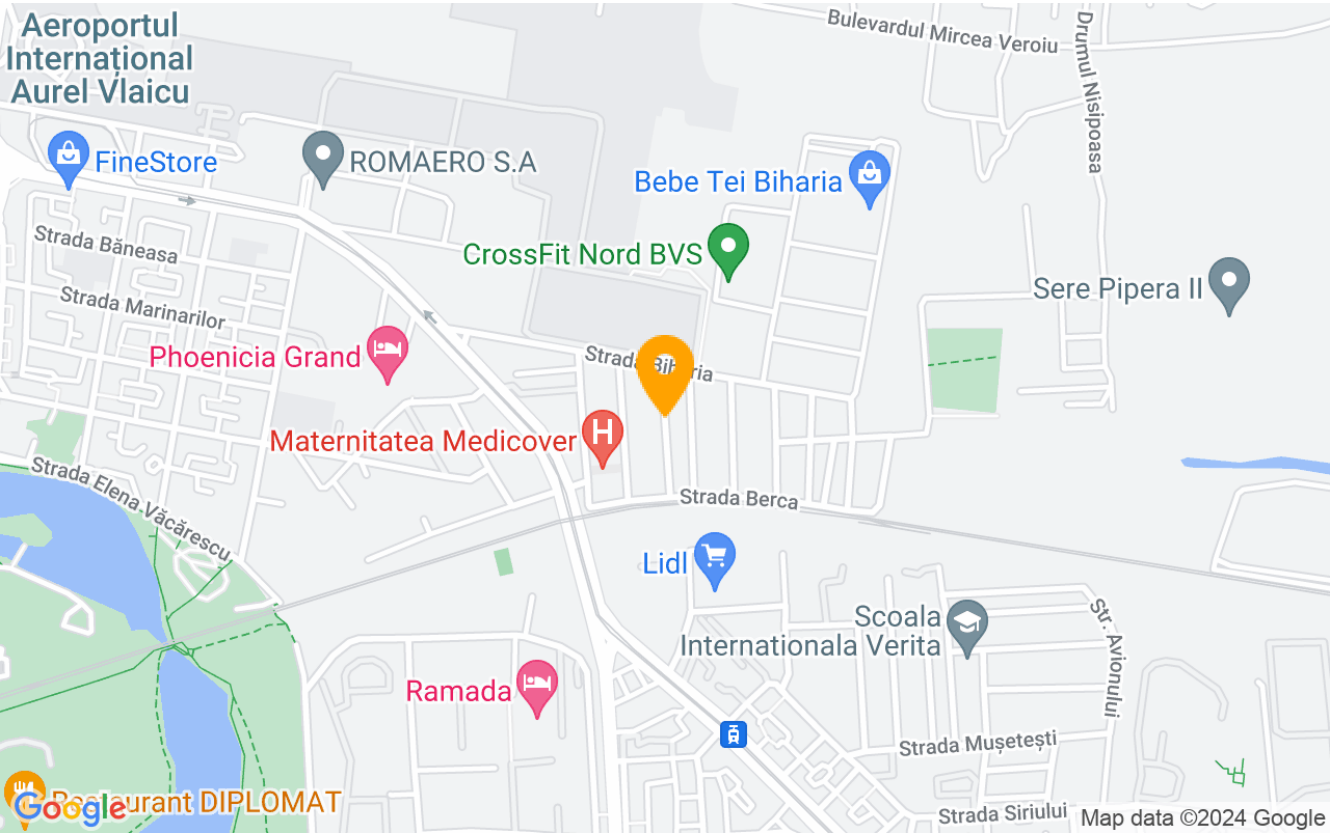 Aeroportul
Internațional
Aurel Vlaicu
Bulevardul Mircea Veroiu
Drumul Nisipoasa
FineStore
ROMAERO S.A
Bebe Tei Biharia
Strada Băneasa
CrossFit Nord BVS
Sere Pipera II
Strada Marinarilor
Phoenicia Grand
Strada Biharia
Maternitatea Medicover
H
Strada Elena Văcărescu
Strada Berca
Lidl
Scoala
Internationala Verita
Str. Avionului
Ramada
Strada Mușetești
Restaurant DIPLOMAT
Google
Strada Siriului
Map data ©2024 Google